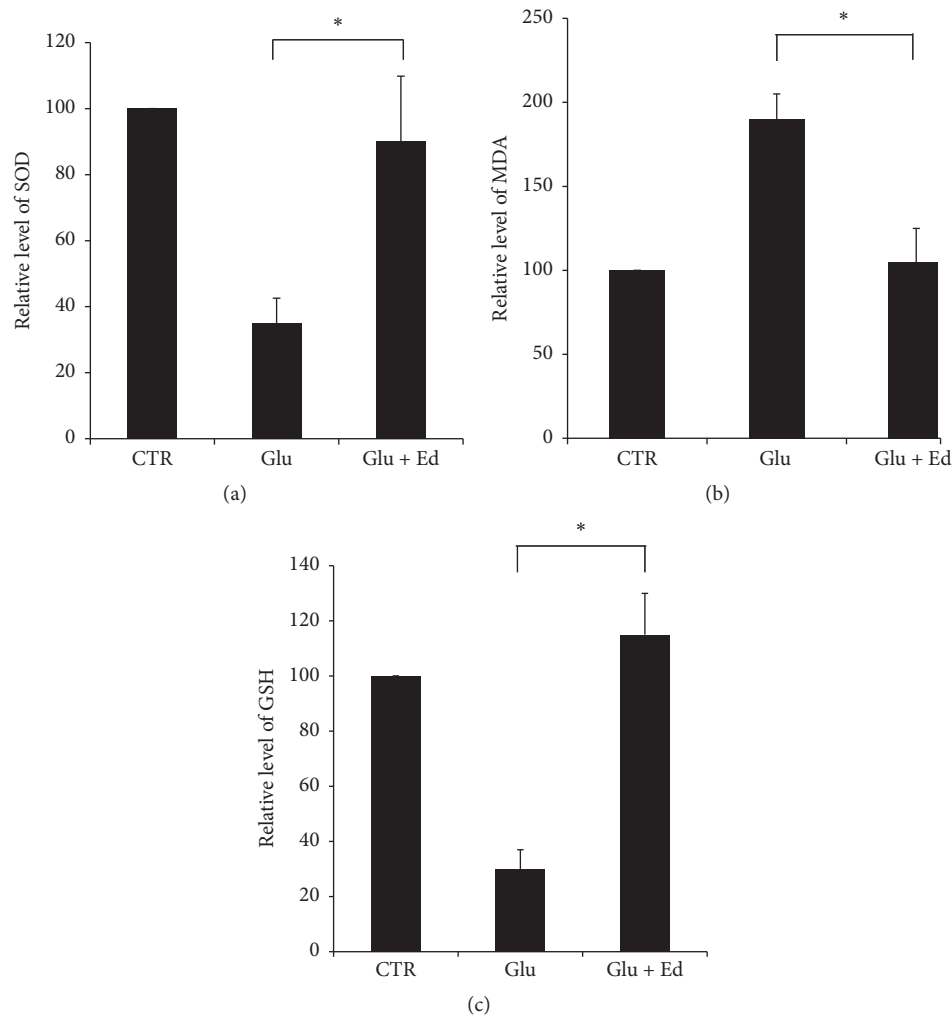 *
120
100
80
60
40
20
0
Relative level of SOD
CTR Glu Glu + Ed
(a)
*
250
200
150
100
50
0
Relative level of MDA
CTR Glu Glu + Ed
(b)
*
140
120
100
80
60
40
20
0
Relative level of GSH
CTR Glu Glu + Ed
(c)